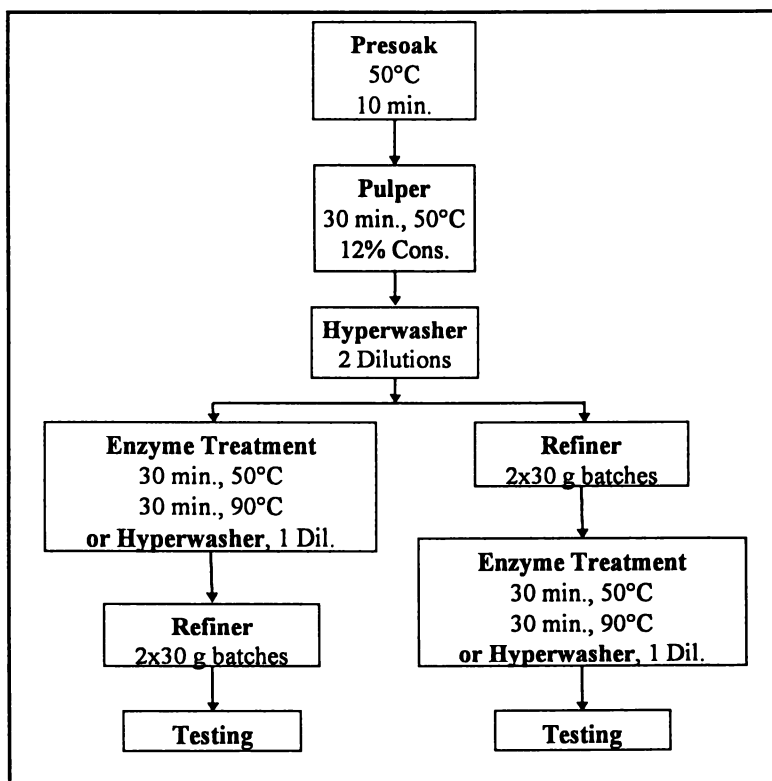 Presoak
50°C
10 min.
Pulper
30 min., 50°C
12% Cons.
Hyperwasher
2 Dilutions
Enzyme Treatment
30 min., 50°C
30 min., 90°C
or Hyperwasher, 1 Dil.
Refiner
2x30 g batches
Testing
Refiner
2x30 g batches
Enzyme Treatment
30 min., 50°C
30 min., 90°C
or Hyperwasher, 1 Dil.
Testing